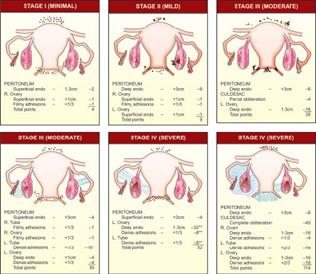 STAGE I (MINIMAL)
PERITONEUM
Superficial endo – 1.3cm –2
R. Ovary
Superficial endo – <1cm –1
Filmy adhesions – <1/3 –1
Total points 4
STAGE II (MILD)
PERITONEUM
Deep endo – >3cm –6
R. Ovary
Superficial endo – <1cm –1
Filmy adhesions – <1/3 –1
L. Ovary
Superficial endo – <1cm –1
Total points 9
STAGE III (MODERATE)
PERITONEUM
Deep endo – >3cm –6
CULDESAC
Partial obliteration –4
L. Ovary
Deep endo – 1.3cm –16
Total points 26
STAGE III (MODERATE)
PERITONEUM
Superficial endo – >3cm –4
R. Tube
Filmy adhesions – <1/3 –1
R. Ovary
Filmy adhesions – <1/3 –1
L. Tube
Dense adhesions – <1/3 –16*
L. Ovary
Deep endo – <1cm –4
Dense adhesions – <1/3 –4
Total points 30
STAGE IV (SEVERE)
PERITONEUM
Superficial endo – >3cm –4
L. Ovary
Deep endo – 1.3cm –32**
Dense adhesions – <1/3 –8**
L. Tube
Dense adhesions – <1/3 –8**
Total points 52
STAGE IV (SEVERE)
PERITONEUM
Deep endo – >3cm –6
CULDESAC
Complete obliteration –40
R. Ovary
Deep endo – 1.3cm –16
Dense adhesions – <1/3
L. Tube
Dense adhesions – >2/3 –16
L. Ovary
Deep endo – 1.3cm –16
Dense adhesions – >2/3 –16
Total points 114